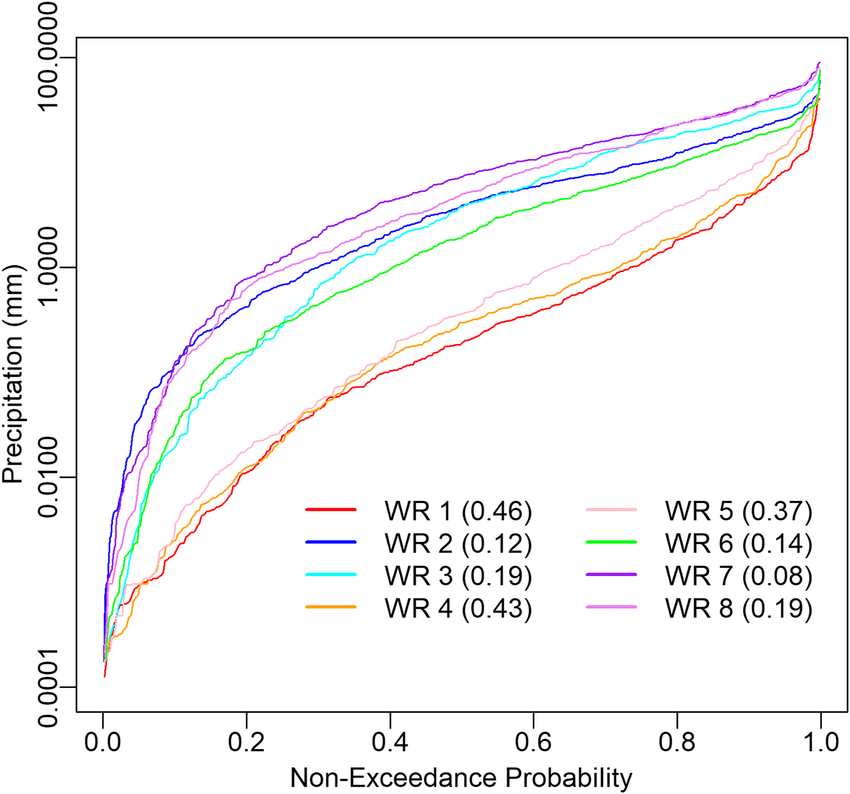 100.0000
1.0000
0.0100
0.0001
Precipitation (mm)
WR 1 (0.46)
WR 2 (0.12)
WR 3 (0.19)
WR 4 (0.43)
WR 5 (0.37)
WR 6 (0.14)
WR 7 (0.08)
WR 8 (0.19)
0.0 0.2 0.4 0.6 0.8 1.0
Non-Exceedance Probability